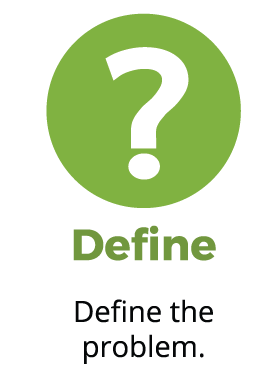 ?
Define
Define the
problem.